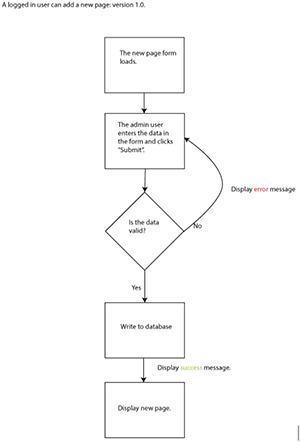 A logged in user can add a new page: version 1.0.
The new page form
loads.
The admin user
enters the data in
the form and clicks
"Submit".
Display error message
Is the data
valid?
No
Yes
Write to database
Display success message.
Display new page.